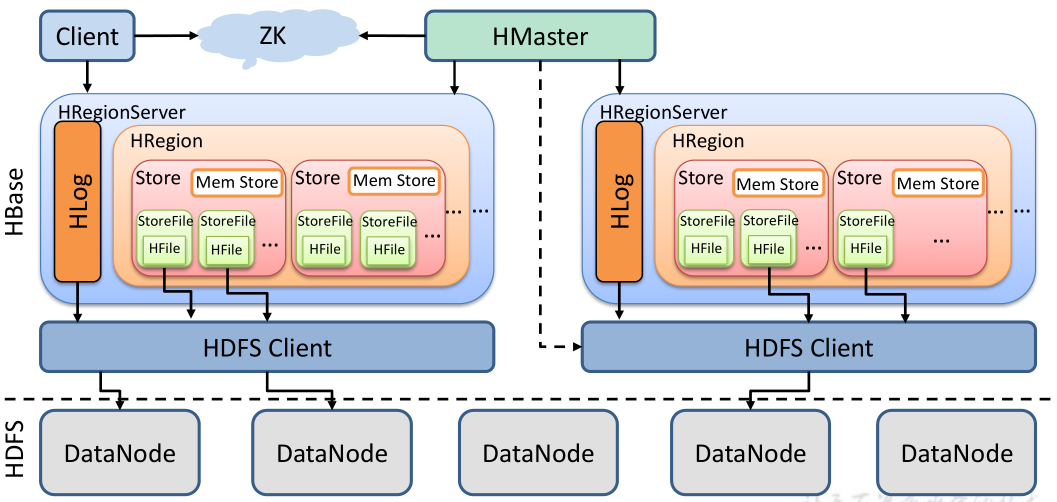 Client
ZK
HMaster
HBase
HRegionServer
HLog
HRegion
Store
Mem Store
StoreFile
HFile
StoreFile
HFile
...
Store
Mem Store
StoreFile
HFile
StoreFile
HFile
...
...
...
HRegionServer
HLog
HRegion
Store
Mem Store
StoreFile
HFile
StoreFile
HFile
...
Store
Mem Store
StoreFile
HFile
...
...
...
HDFS Client
HDFS Client
HDFS
DataNode
DataNode
DataNode
DataNode
DataNode